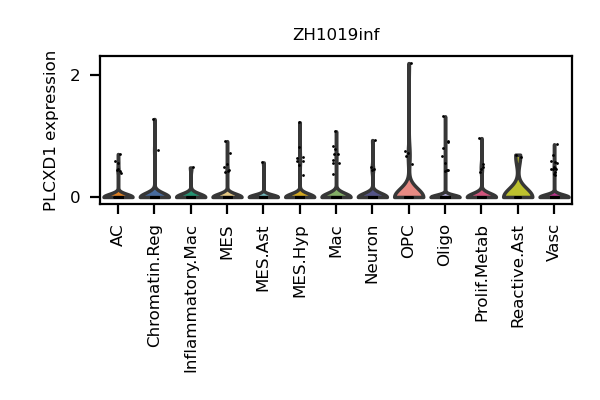 ZH1019inf
PLCXD1 expression
2
0
AC
Chromatin.Reg
Inflammatory.Mac
MES
MES.Ast
MES.Hyp
Mac
Neuron
OPC
Oligo
Prolif.Metab
Reactive.Ast
Vasc